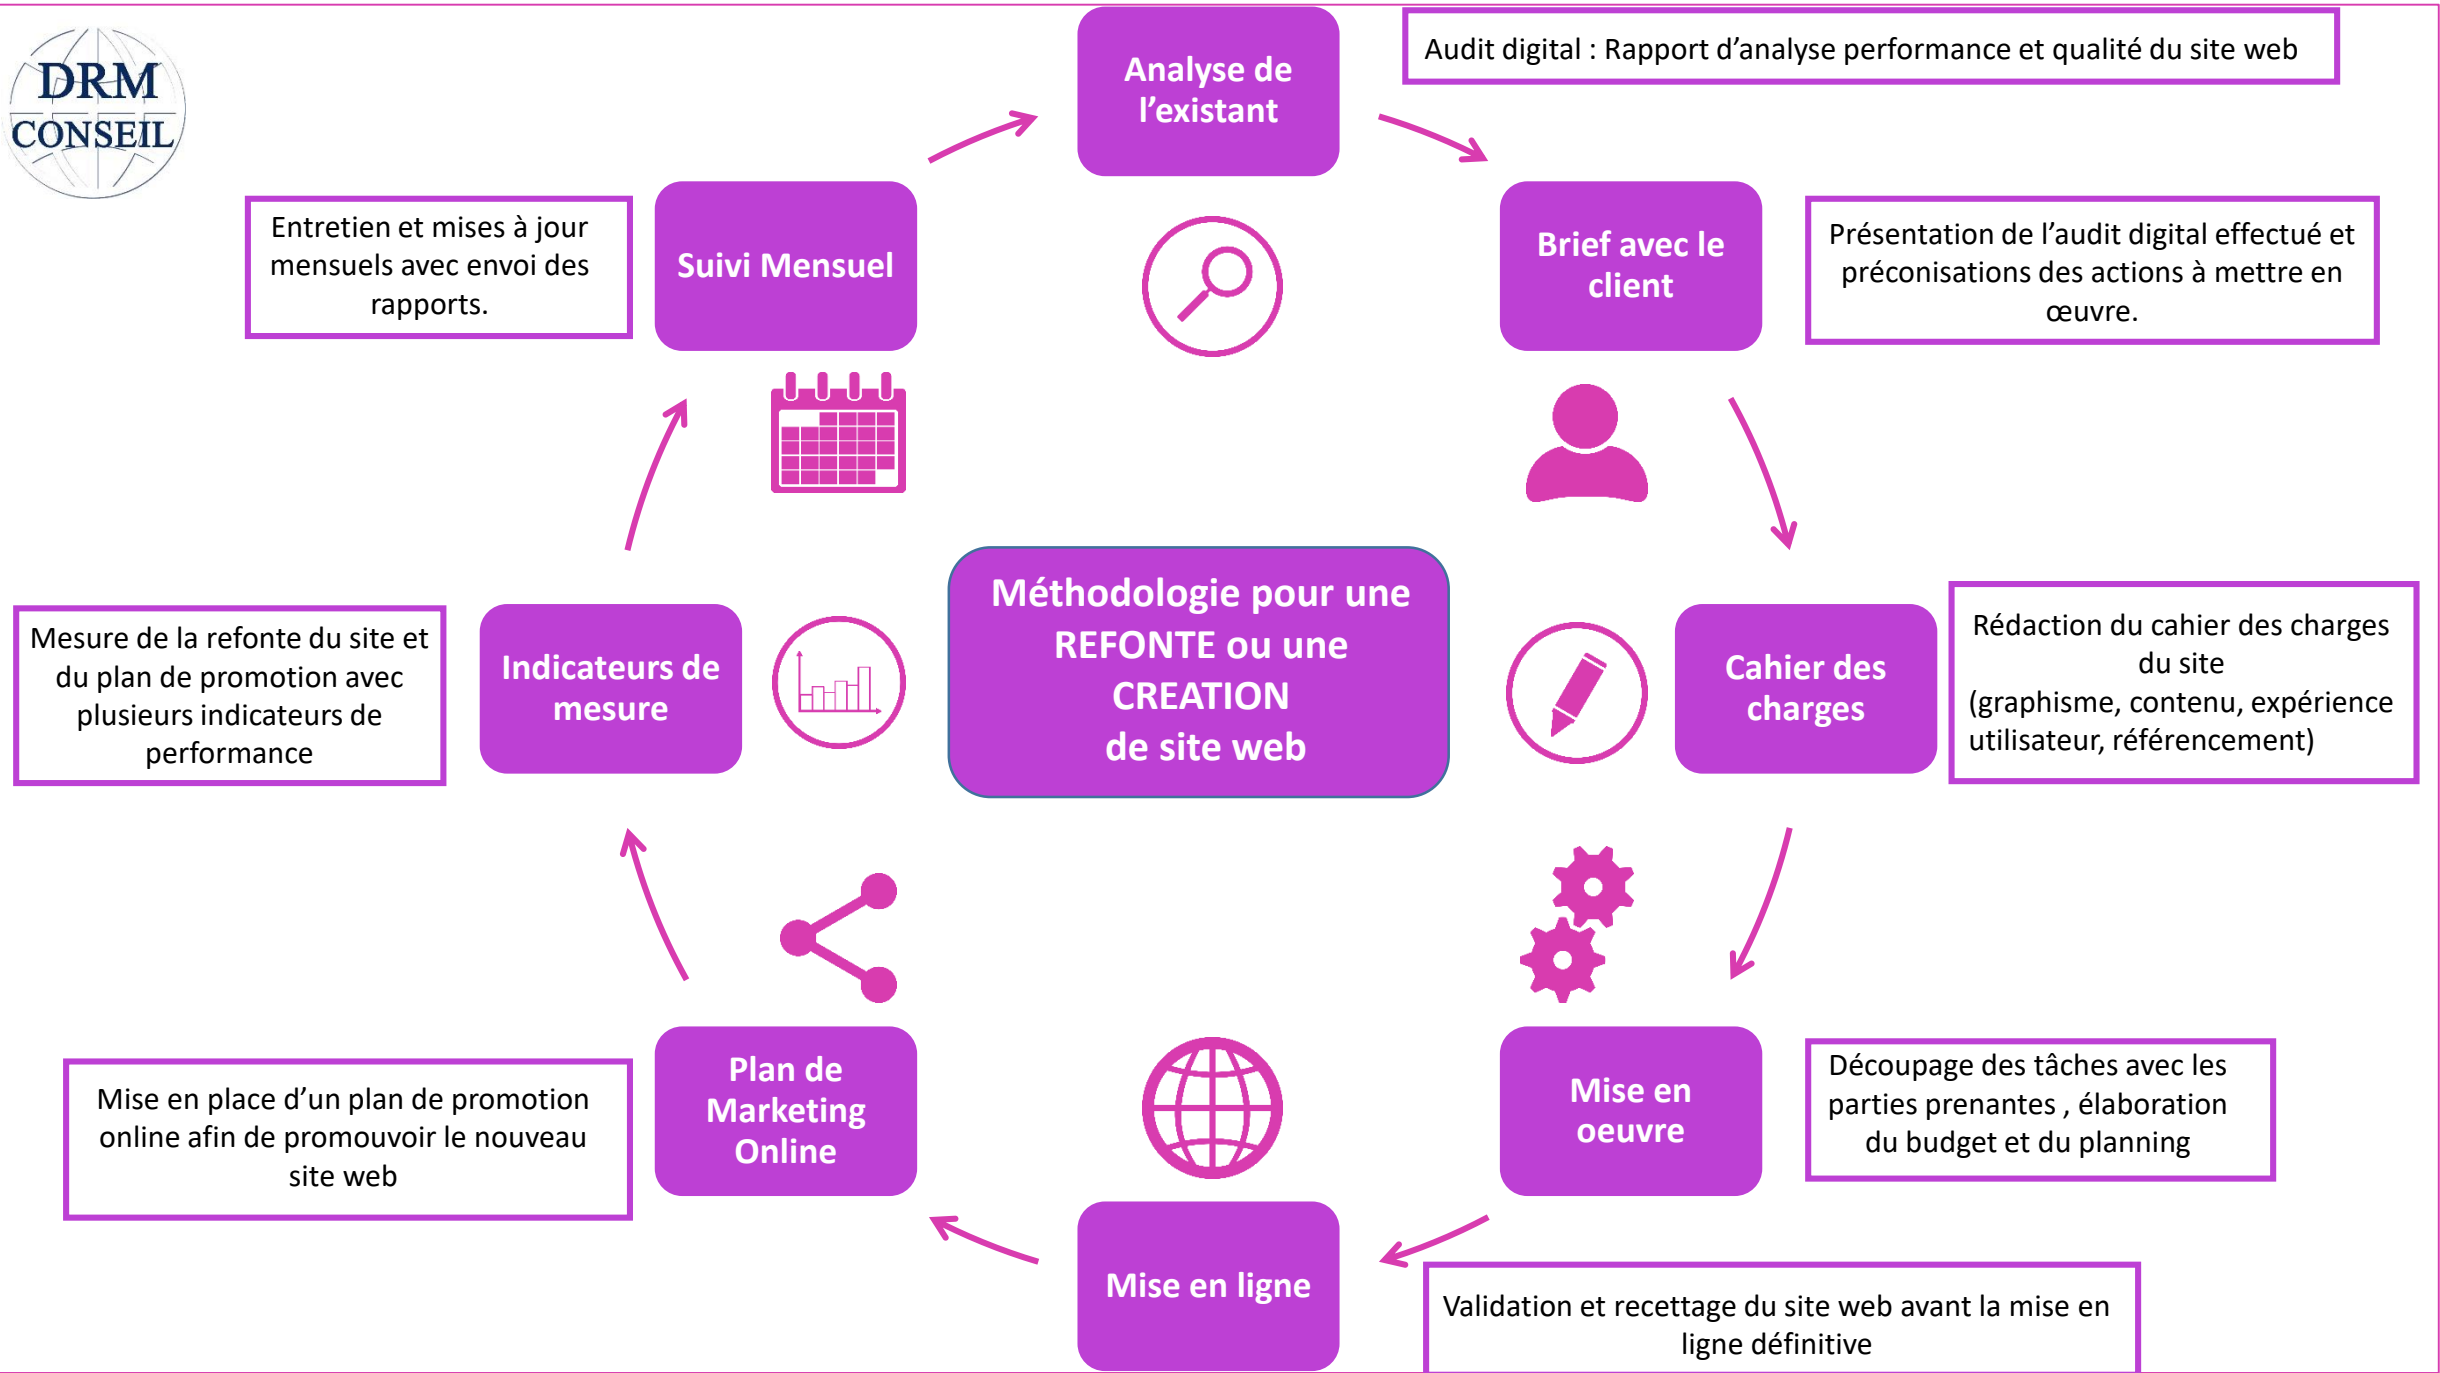 DRM
CONSEIL
Analyse de
l’existant
Audit digital : Rapport d’analyse performance et qualité du site web
Brief avec le
client
Présentation de l’audit digital effectué et
préconisations des actions à mettre en
œuvre.
Cahier des
charges
Rédaction du cahier des charges
du site
(graphisme, contenu, expérience
utilisateur, référencement)
Mise en
oeuvre
Découpage des tâches avec les
parties prenantes , élaboration
du budget et du planning
Mise en ligne
Validation et recettage du site web avant la mise en
ligne définitive
Plan de
Marketing
Online
Mise en place d’un plan de promotion
online afin de promouvoir le nouveau
site web
Indicateurs de
mesure
Mesure de la refonte du site et
du plan de promotion avec
plusieurs indicateurs de
performance
Suivi Mensuel
Entretien et mises à jour
mensuels avec envoi des
rapports.
Méthodologie pour une
REFONTE ou une
CREATION
de site web